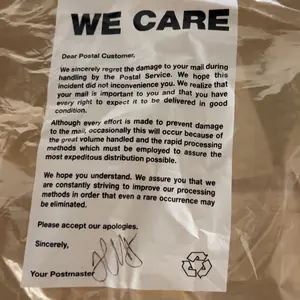 WE CARE
Dear Postal Customer,
We sincerely regret the damage to your mail during
handling by the Postal Service. We hope this
incident did not inconvenience you. We realize that
your mail is important to you and that you have
every right to expect it to be delivered in good
condition.
Although every effort is made to prevent damage
to the mail, occasionally this will occur because of
the great volume handled and the rapid processing
methods which must be employed to assure the
most expeditous distribution possible.
We hope you understand. We assure you that we
are constantly striving to improve our processing
methods in order that even a rare occurrence may
be eliminated.
Please accept our apologies.
Sincerely,
Your Postmaster